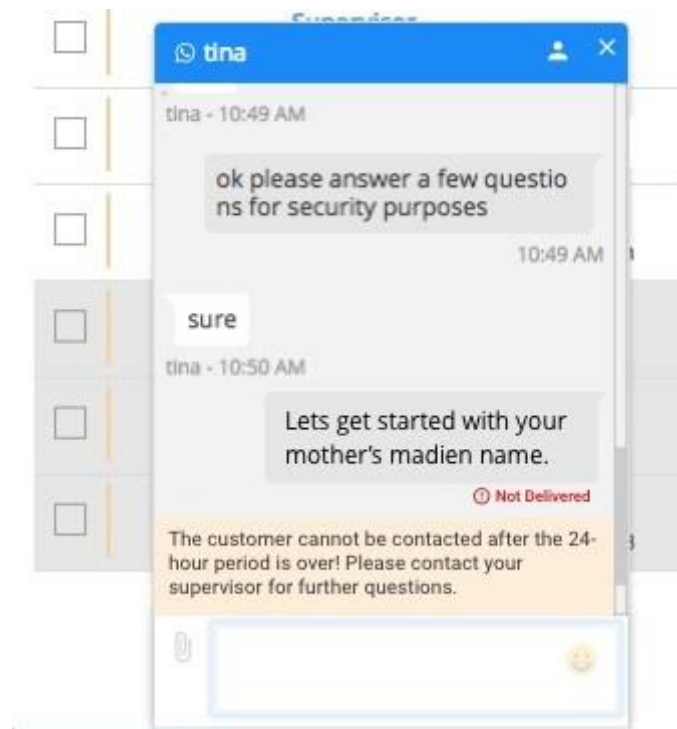 Supervisor
tina
tina - 10:49 AM
ok please answer a few questio
ns for security purposes
10:49 AM
sure
tina - 10:50 AM
Lets get started with your
mother's madien name.
Not Delivered
The customer cannot be contacted after the 24-
hour period is over! Please contact your
supervisor for further questions.